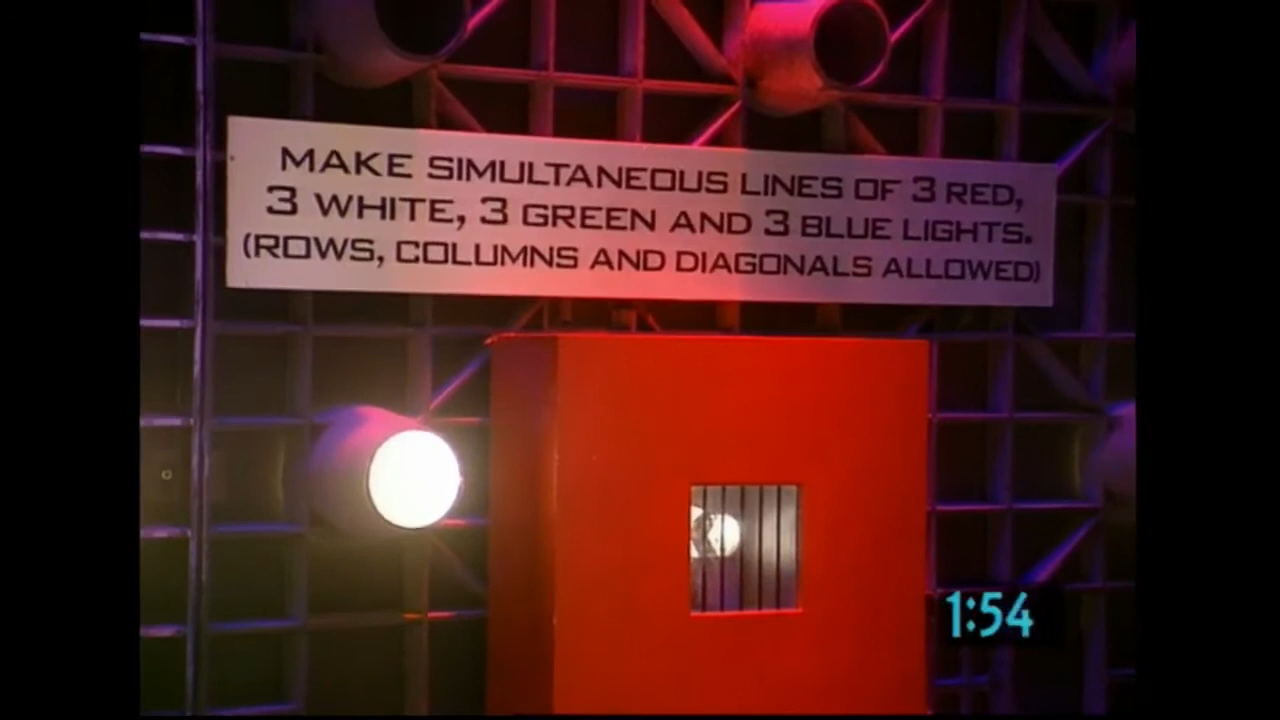 MAKE SIMULTANEOUS LINES OF 3 RED,
3 WHITE, 3 GREEN AND 3 BLUE LIGHTS.
(ROWS, COLUMNS AND DIAGONALS ALLOWED)
1:54